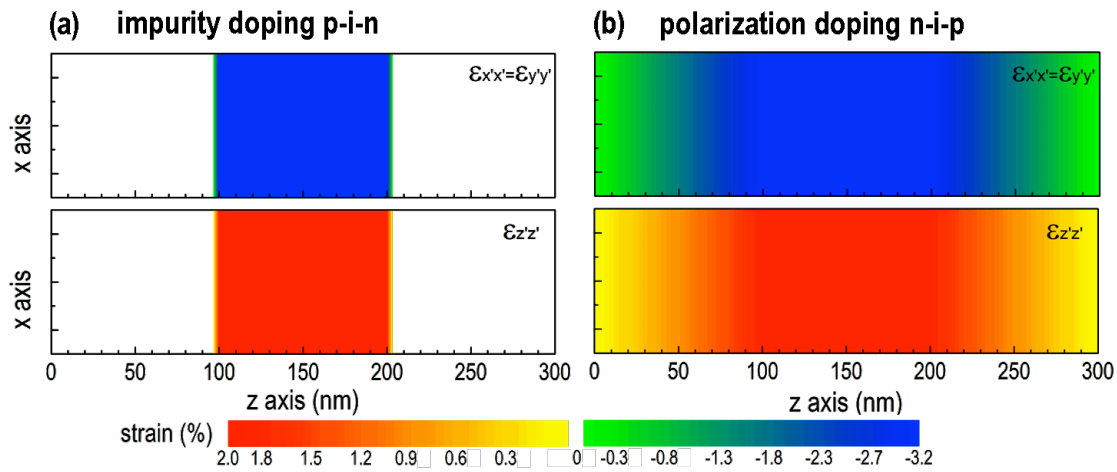 (a) impurity doping p-i-n
(b) polarization doping n-i-p
x axis
εx'x'=εy'y'
εx'x'=εy'y'
x axis
εz'z'
εz'z'
0 50 100 150 200 250 300
0 50 100 150 200 250 300
z axis (nm)
z axis (nm)
strain (%)
2.0 1.8 1.5 1.2 0.9 0.6 0.3 0 -0.3 -0.8 -1.3 -1.8 -2.3 -2.7 -3.2